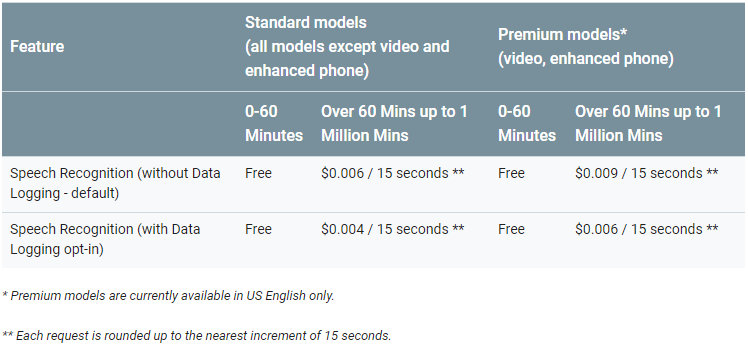 Feature
Standard models
(all models except video and
enhanced phone)
Premium models*
(video, enhanced phone)
0-60
Minutes
Over 60 Mins up to 1
Million Mins
0-60
Minutes
Over 60 Mins up to 1
Million Mins
Speech Recognition (without Data
Logging - default)
Free
$0.006 / 15 seconds **
Free
$0.009 / 15 seconds **
Speech Recognition (with Data
Logging opt-in)
Free
$0.004 / 15 seconds **
Free
$0.006 / 15 seconds **
* Premium models are currently available in US English only.
** Each request is rounded up to the nearest increment of 15 seconds.